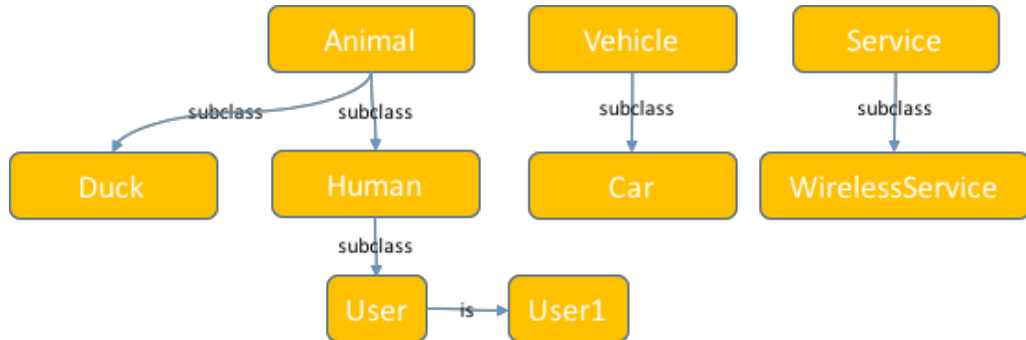 Animal
Vehicle
Service
subclass
subclass
subclass
subclass
Duck
Human
Car
WirelessService
subclass
User
is
User1